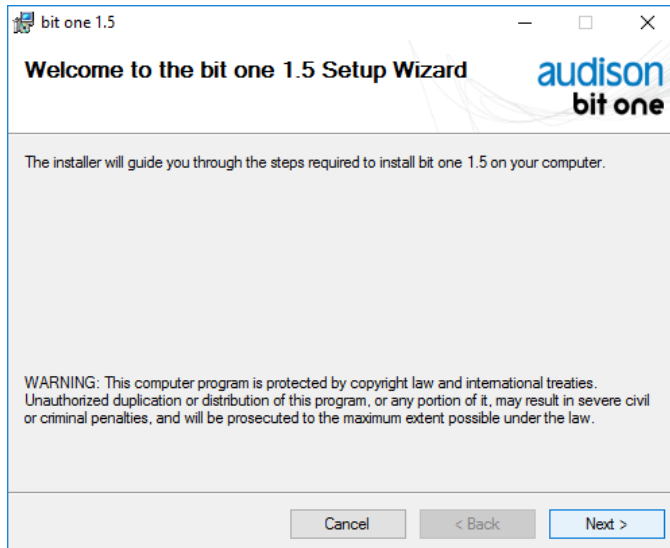 bit one 1.5
Welcome to the bit one 1.5 Setup Wizard
audison
bit one
The installer will guide you through the steps required to install bit one 1.5 on your computer.
WARNING: This computer program is protected by copyright law and international treaties.
Unauthorized duplication or distribution of this program, or any portion of it, may result in severe civil
or criminal penalties, and will be prosecuted to the maximum extent possible under the law.
Cancel
< Back
Next >